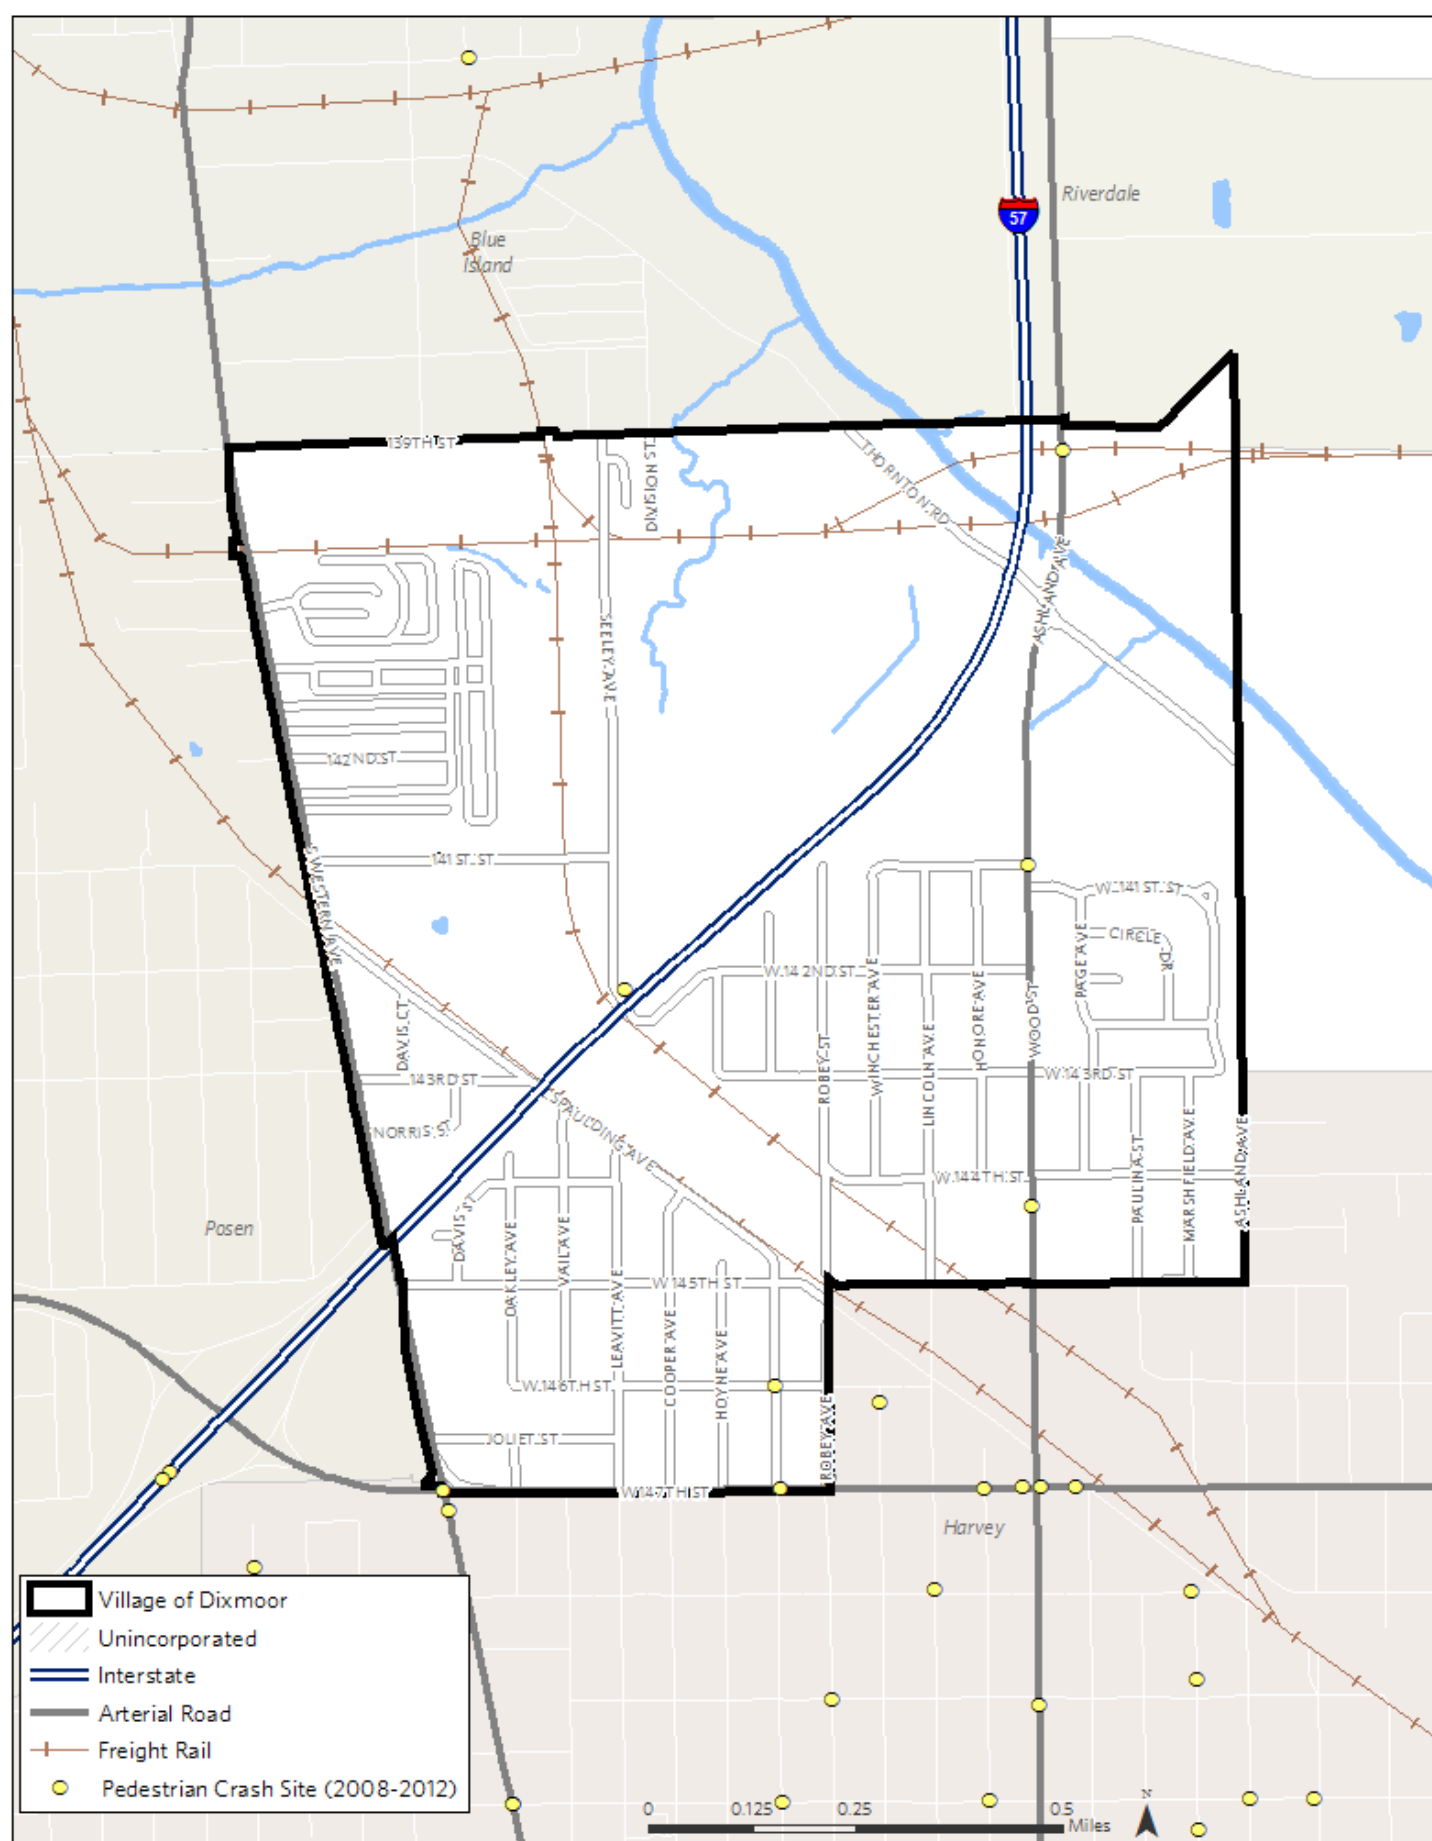 57
Riverdale
Blue
Island
139TH ST
DIVISION ST
THORNTON RD
ASHLAND AVE
SEELEY AVE
142ND ST
141ST ST
S WESTERN AVE
W 141ST ST
CIRCLE DR
PAGE AVE
W 142ND ST
WINCHESTER AVE
HONORE AVE
WOOD ST
DAVIS CT
ROBEY ST
LINCOLN AVE
143RD ST
W 143RD ST
NORRIS S
SPAULDING AVE
W 144TH ST
PAULINA ST
MARSHFIELD AVE
ASHLAND AVE
Posen
DAVIS ST
OAKLEY AVE
VAIL AVE
LEAVITT AVE
COOPER AVE
HOYNE AVE
W 145TH ST
W 146TH ST
ROBEY AVE
JOLIET ST
W 147TH ST
Harvey
Village of Dixmoor
Unincorporated
Interstate
Arterial Road
Freight Rail
Pedestrian Crash Site (2008-2012)
0 0.125 0.25 0.5
Miles
N